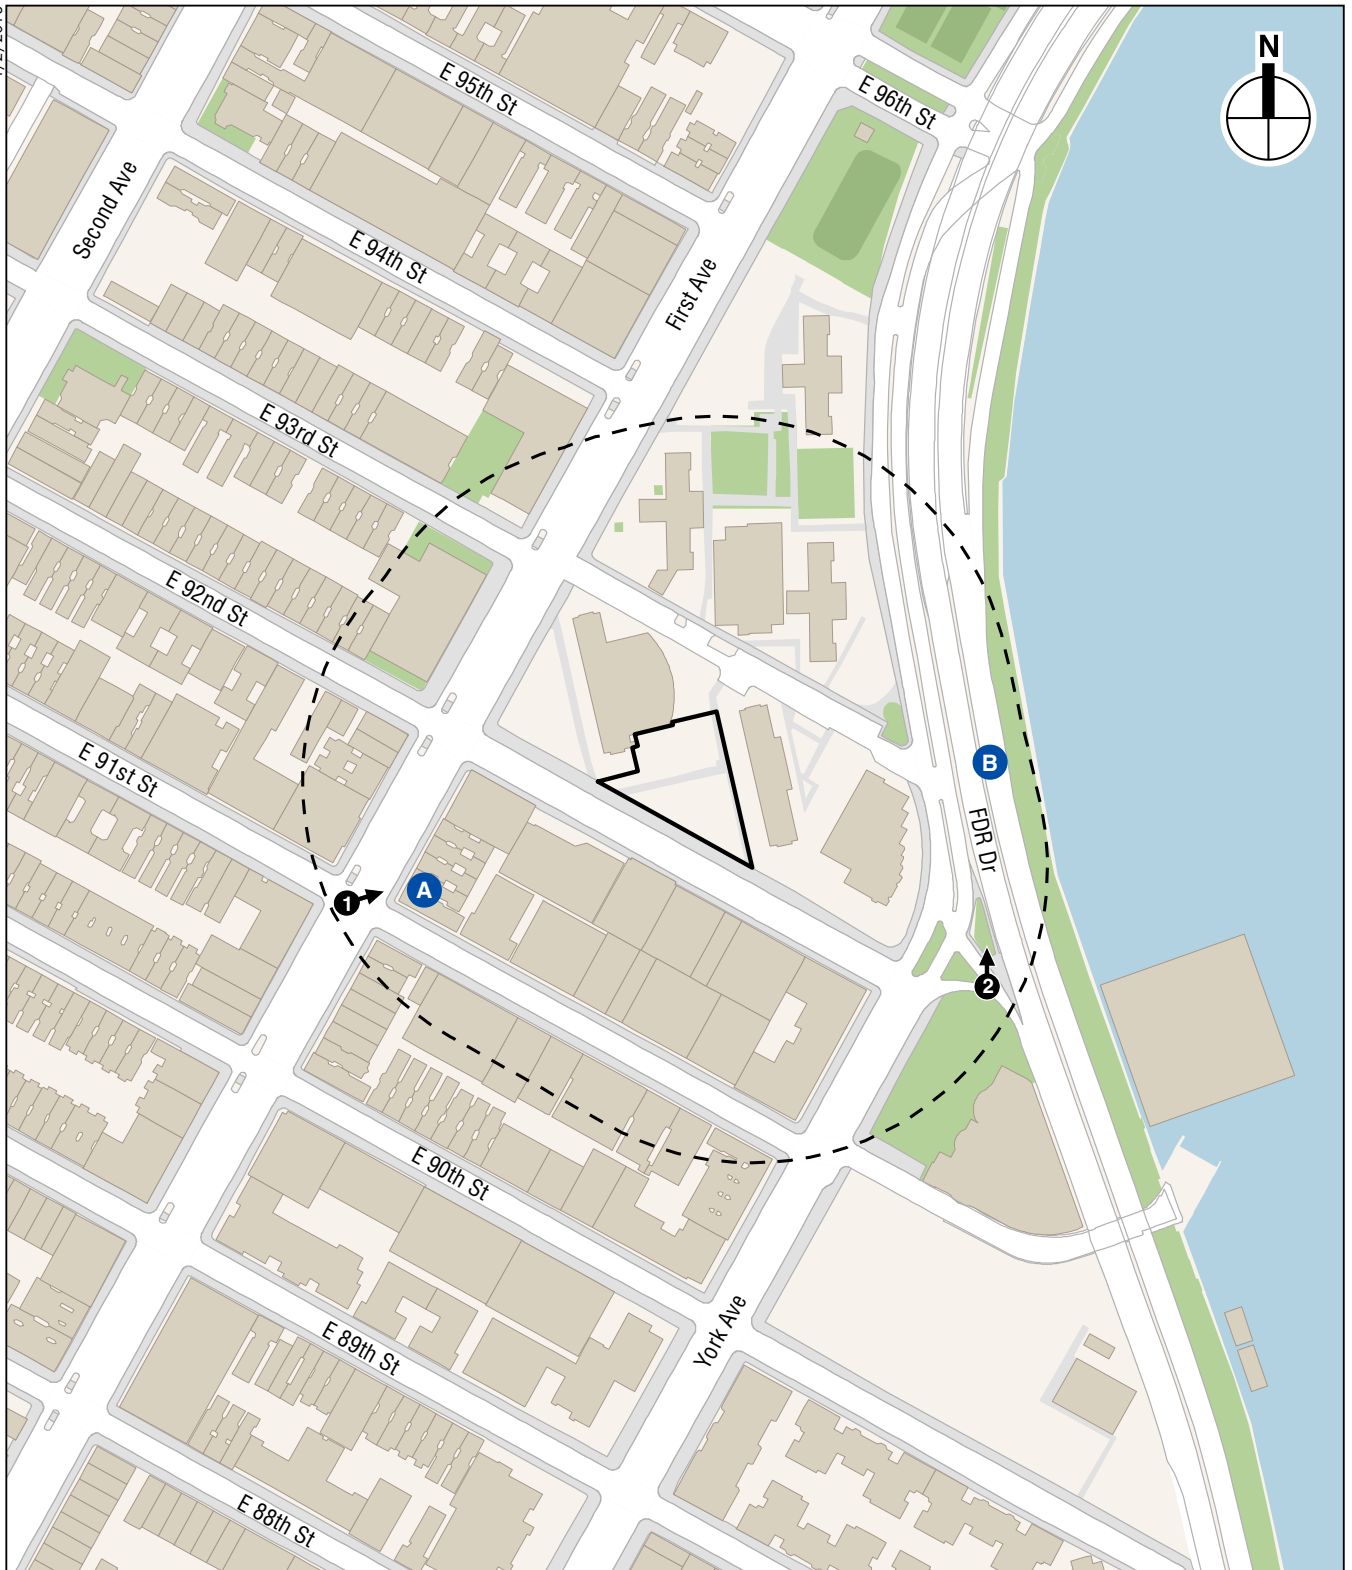 N
E 95th St
E 96th St
Second Ave
E 94th St
First Ave
E 93rd St
E 92nd St
E 91st St
B
FDR Dr
A
1
2
E 90th St
York Ave
E 89th St
E 88th St